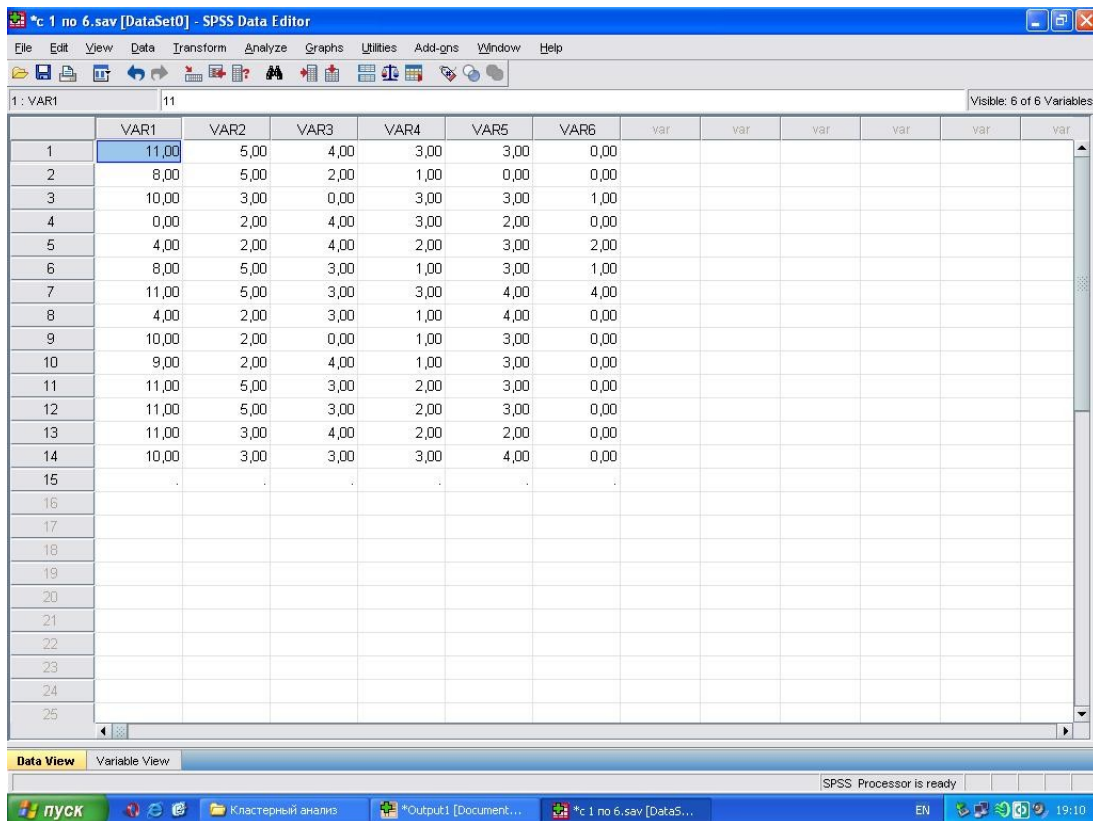 *с 1 по 6.sav [DataSet0] - SPSS Data Editor
File Edit View Data Transform Analyze Graphs Utilities Add-ons Window Help
1 : VAR1 11 Visible: 6 of 6 Variables
VAR1 VAR2 VAR3 VAR4 VAR5 VAR6 var var var var var var
1 11,00 5,00 4,00 3,00 3,00 0,00
2 8,00 5,00 2,00 1,00 0,00 0,00
3 10,00 3,00 0,00 3,00 3,00 1,00
4 0,00 2,00 4,00 3,00 2,00 0,00
5 4,00 2,00 4,00 2,00 3,00 2,00
6 8,00 5,00 3,00 1,00 3,00 1,00
7 11,00 5,00 3,00 3,00 4,00 4,00
8 4,00 2,00 3,00 1,00 4,00 0,00
9 10,00 2,00 0,00 1,00 3,00 0,00
10 9,00 2,00 4,00 1,00 3,00 0,00
11 11,00 5,00 3,00 2,00 3,00 0,00
12 11,00 5,00 3,00 2,00 3,00 0,00
13 11,00 3,00 4,00 2,00 2,00 0,00
14 10,00 3,00 3,00 3,00 4,00 0,00
15 . . . . . .
16
17
18
19
20
21
22
23
24
25
Data View Variable View
SPSS Processor is ready
пуск Кластерный анализ *Output1 [Document... *с 1 по 6.sav [DataS... EN 19:10